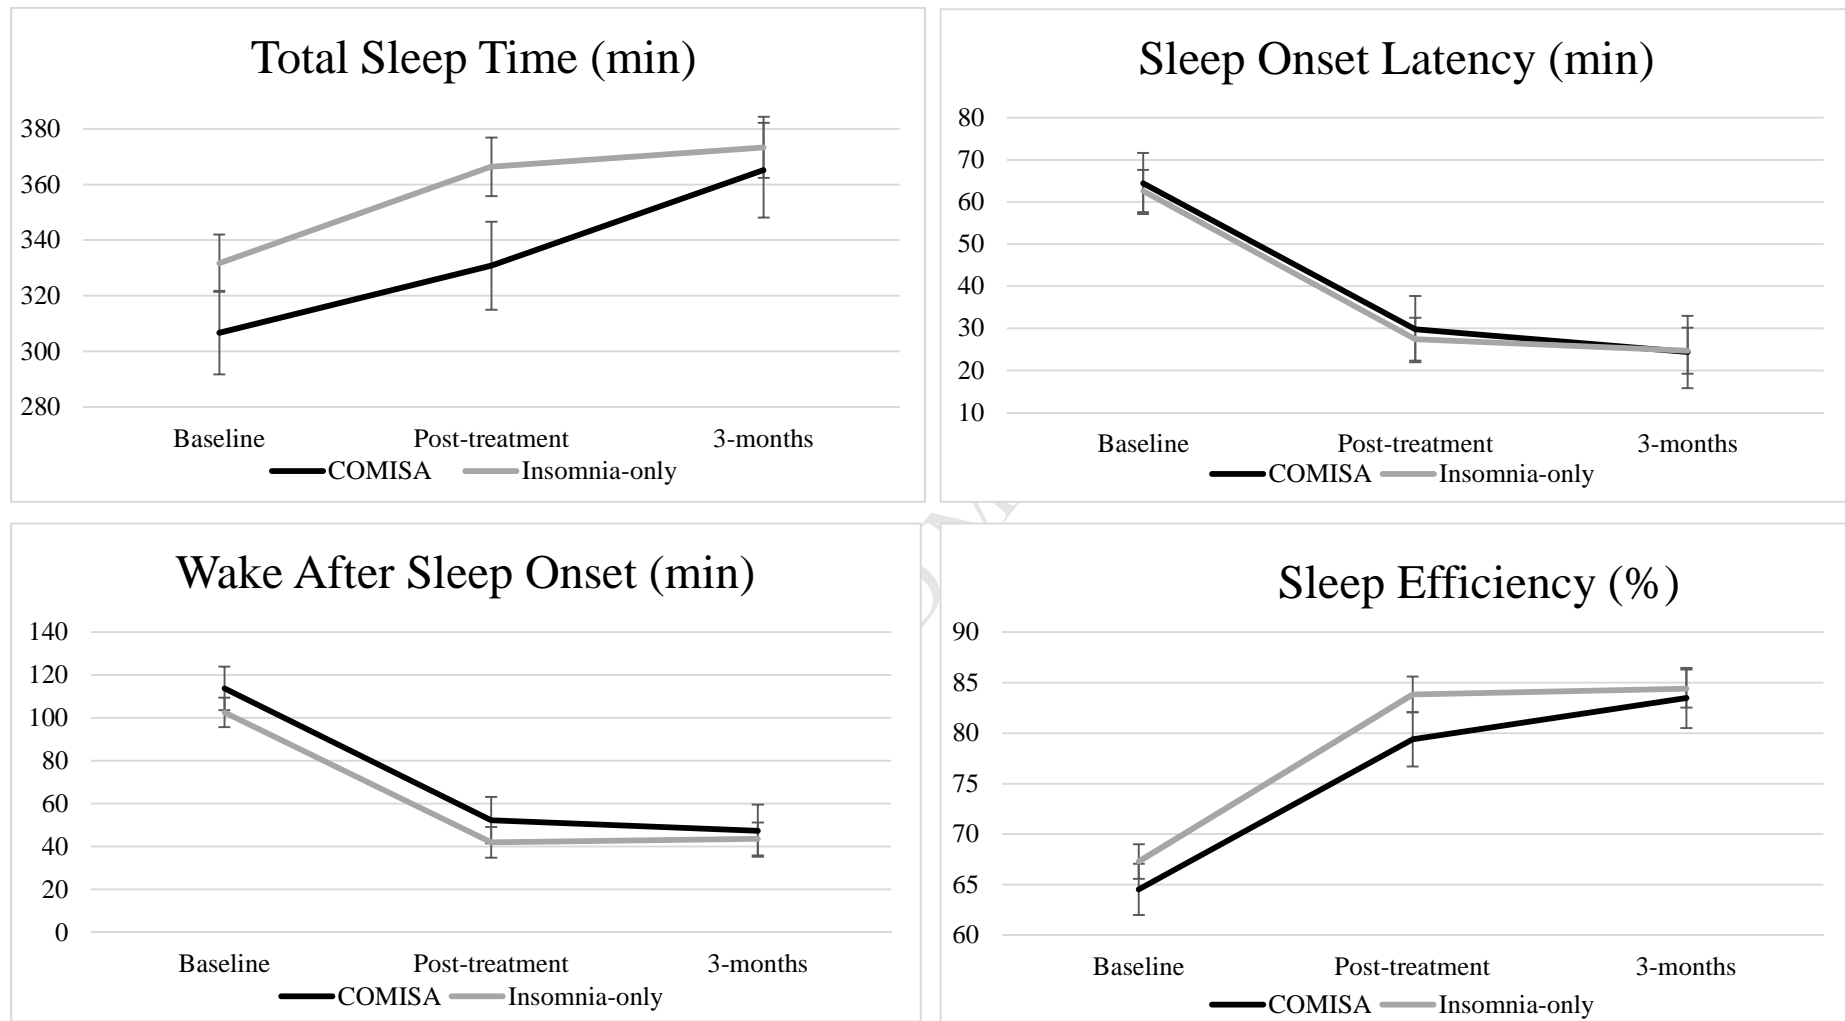 Total Sleep Time (min)
380
360
340
320
300
280
Baseline Post-treatment 3-months
COMISA Insomnia-only
Sleep Onset Latency (min)
80
70
60
50
40
30
20
10
Baseline Post-treatment 3-months
COMISA Insomnia-only
Wake After Sleep Onset (min)
140
120
100
80
60
40
20
0
Baseline Post-treatment 3-months
COMISA Insomnia-only
Sleep Efficiency (%)
90
85
80
75
70
65
60
Baseline Post-treatment 3-months
COMISA Insomnia-only